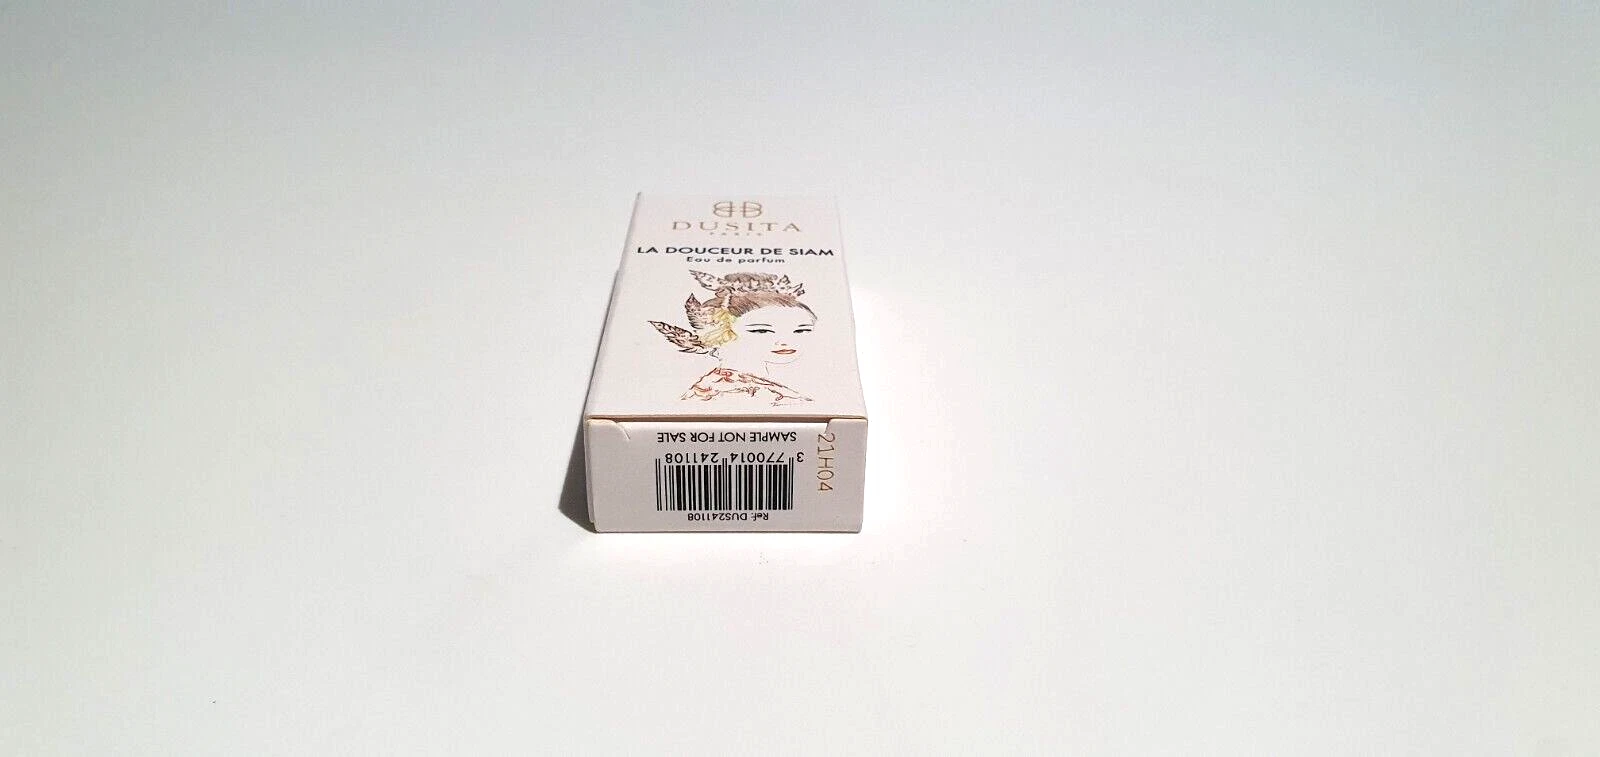 DUSITA
PARIS
LA DOUCEUR DE SIAM
Eau de parfum
21H04
Ref: DUS241108
3 770014 241108
SAMPLE NOT FOR SALE